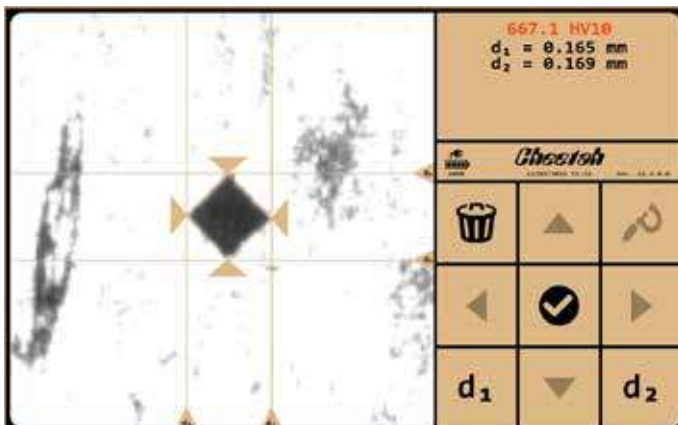 667.1 HV10
d₁ = 0.165 mm
d₂ = 0.169 mm
Cheetah
d₁
d₂